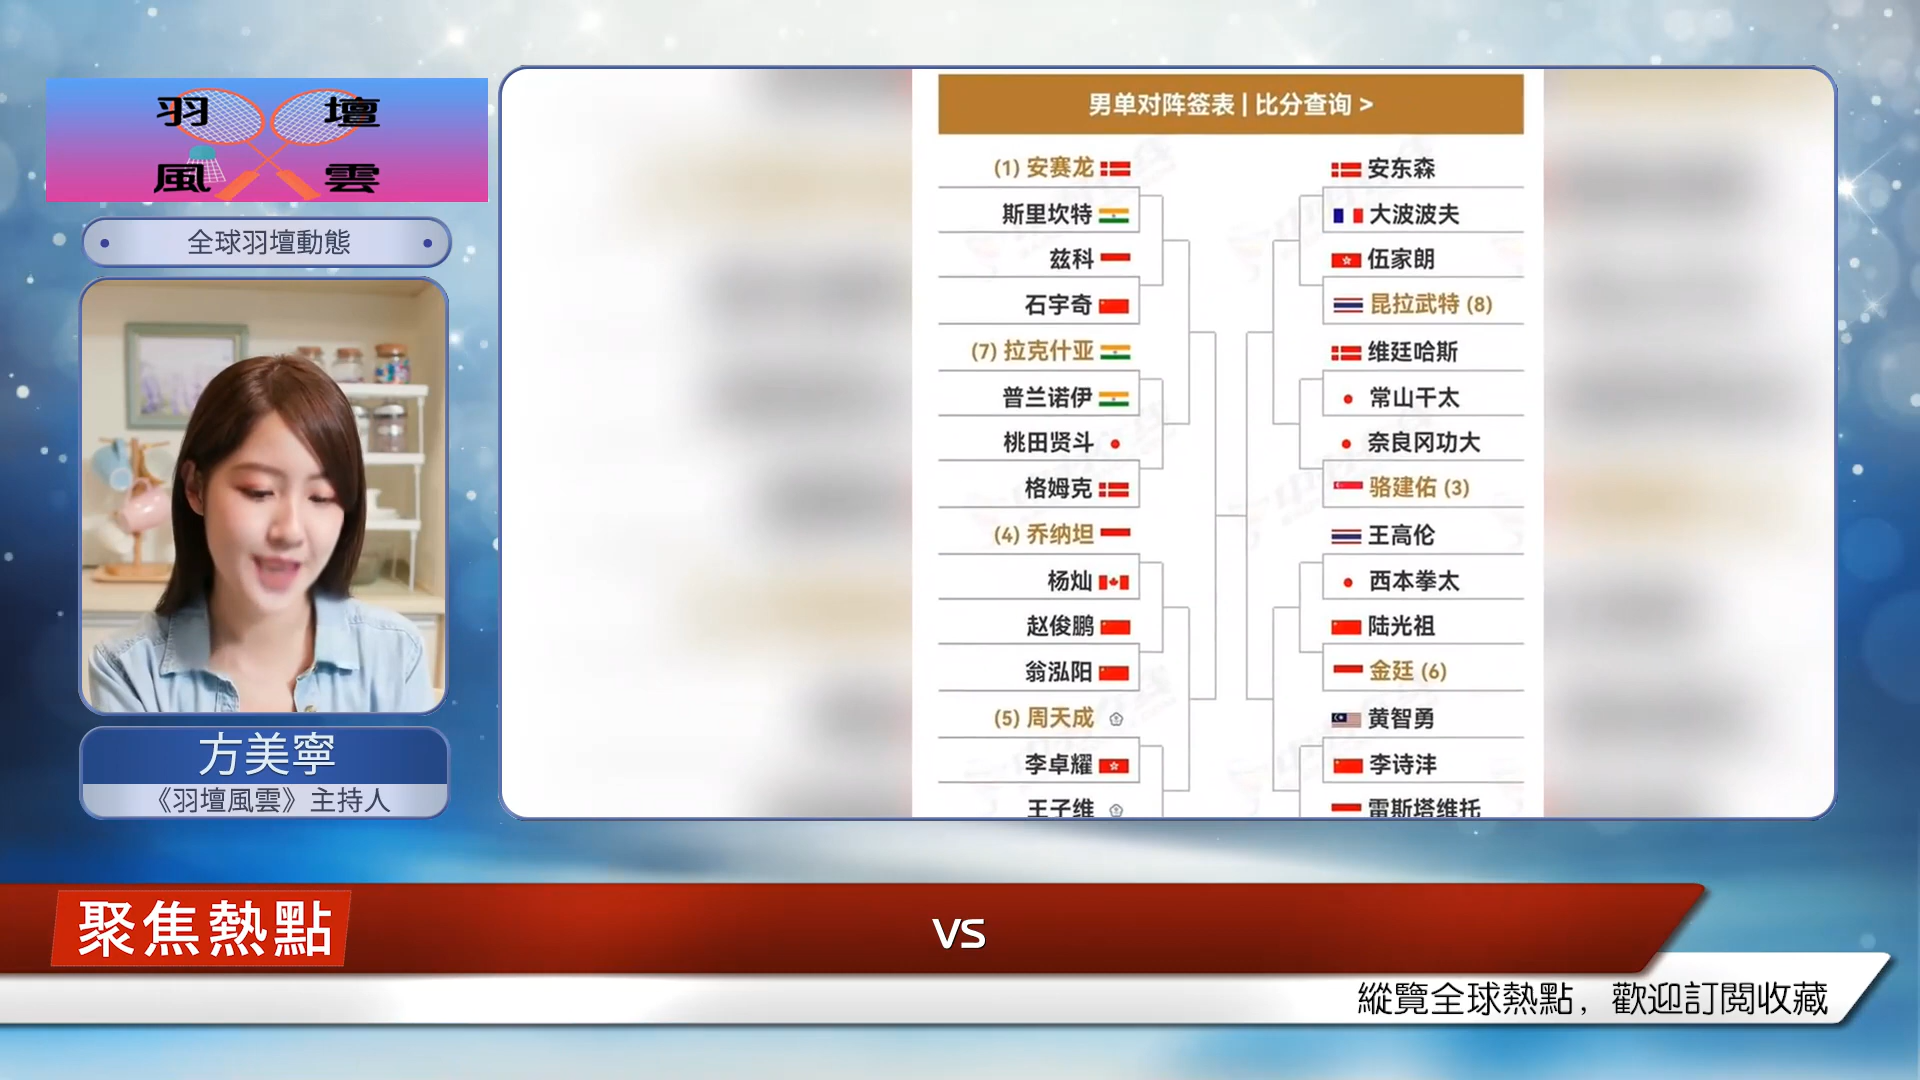 羽 壇
風 雲
全球羽壇動態
方美寧
《羽壇風雲》主持人
男单对阵签表 | 比分查询 >
(1) 安赛龙
斯里坎特
兹科
石宇奇
(7) 拉克什亚
普兰诺伊
桃田贤斗
格姆克
(4) 乔纳坦
杨灿
赵俊鹏
翁泓阳
(5) 周天成
李卓耀
王子维
安东森
大波波夫
伍家朗
昆拉武特 (8)
维廷哈斯
常山干太
奈良冈功大
骆建佑 (3)
王高伦
西本拳太
陆光祖
金廷 (6)
黄智勇
李诗沣
雷斯塔维托
聚焦熱點
VS
縱覽全球熱點，歡迎訂閱收藏